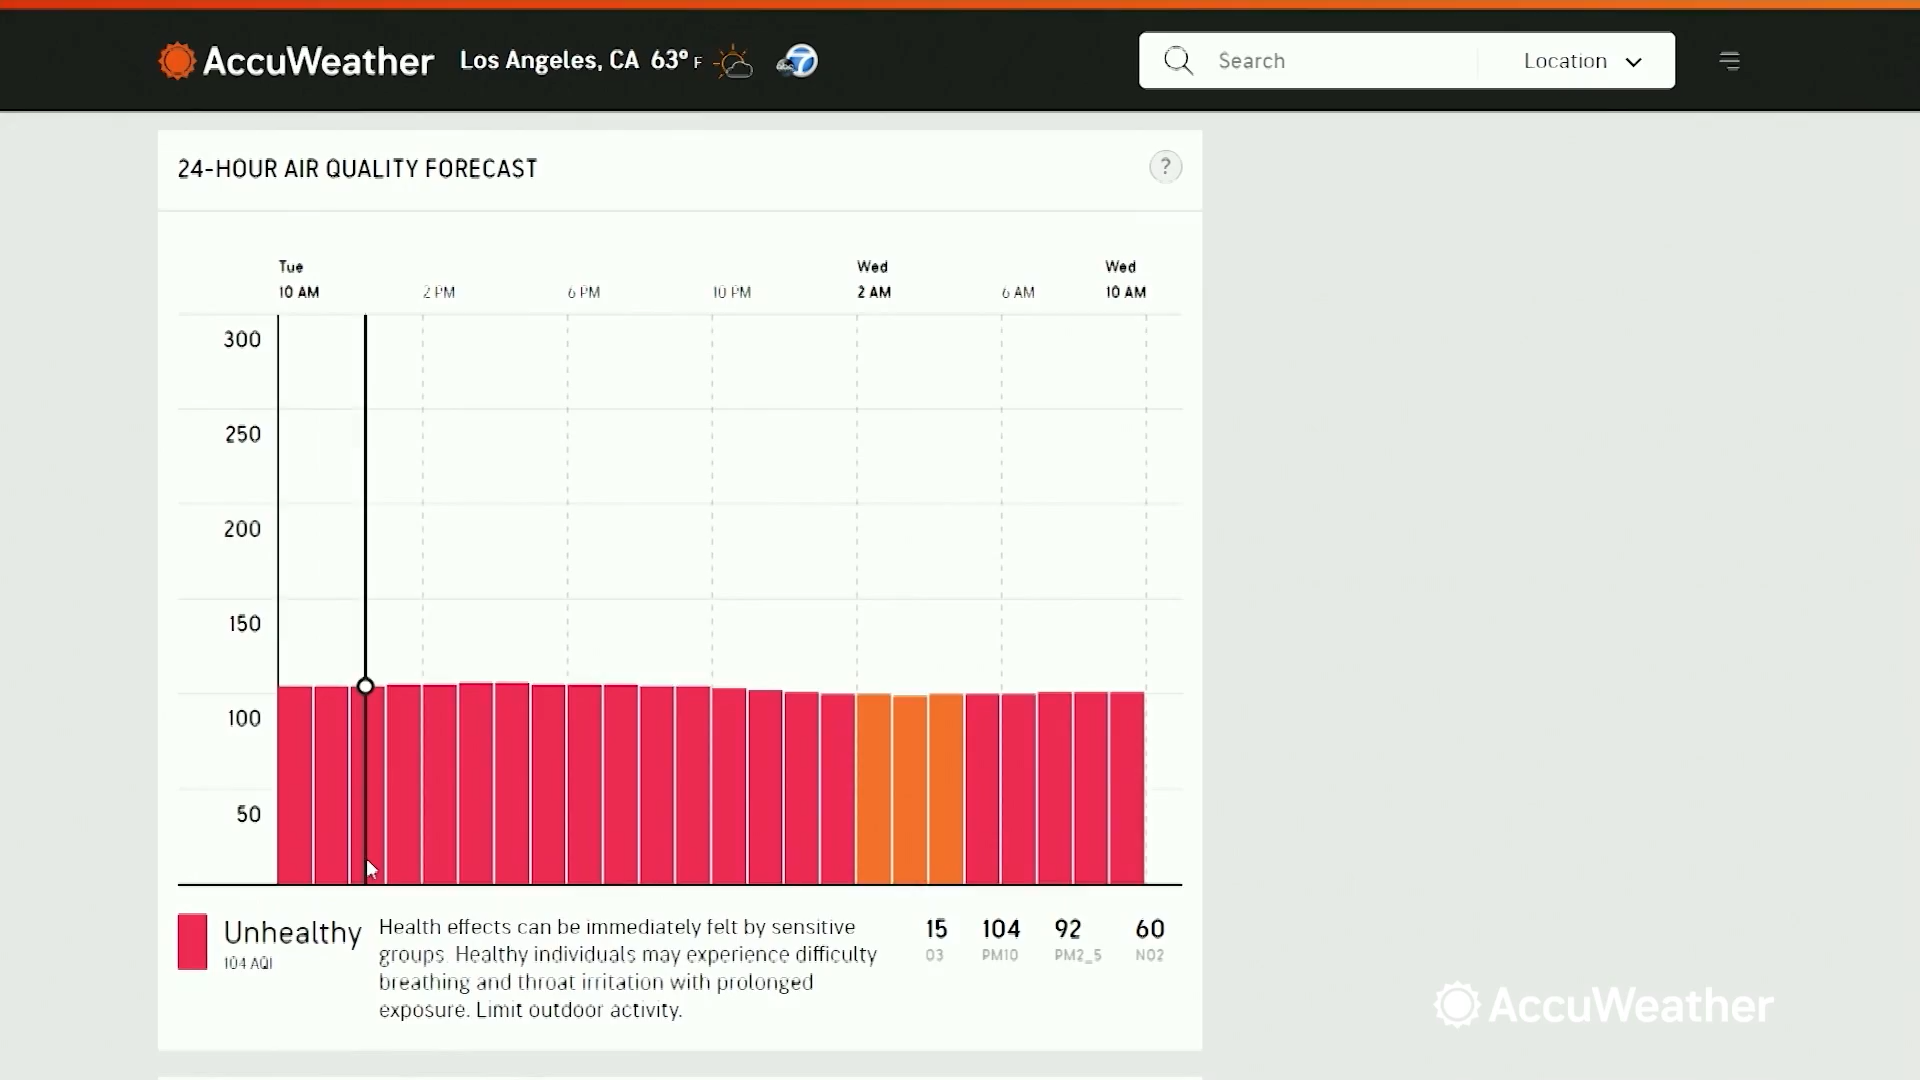 AccuWeather Los Angeles, CA 63° F abc 7 Search Location
24-HOUR AIR QUALITY FORECAST ?
Tue Wed Wed
10 AM 2 PM 6 PM 10 PM 2 AM 6 AM 10 AM
300
250
200
150
100
50
Unhealthy
104 AQI
Health effects can be immediately felt by sensitive
groups. Healthy individuals may experience difficulty
breathing and throat irritation with prolonged
exposure. Limit outdoor activity.
15 104 92 60
O3 PM10 PM2_5 NO2
AccuWeather